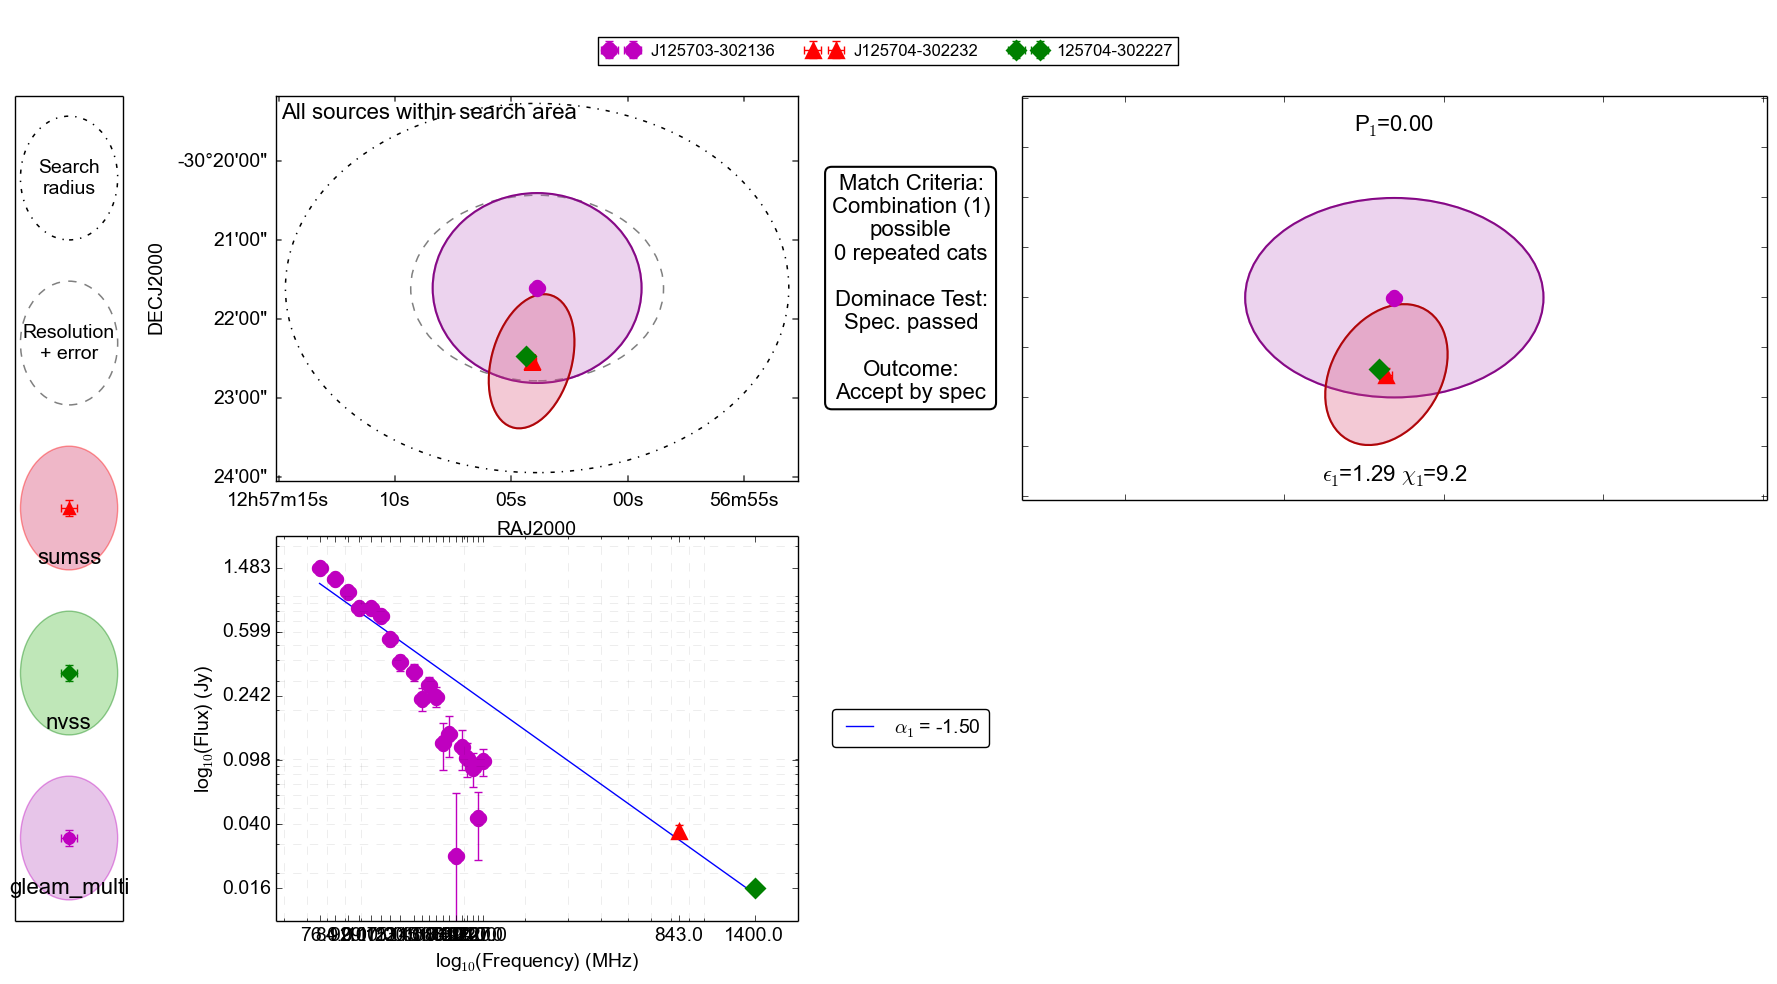 J125703-302136 J125704-302232 125704-302227
Search
radius
Resolution
+ error
sumss
nvss
gleam_multi
All sources within search area
DECJ2000
-30°20'00"
21'00"
22'00"
23'00"
24'00"
12h57m15s 10s 05s 00s 56m55s
RAJ2000
Match Criteria:
Combination (1)
possible
0 repeated cats
Dominace Test:
Spec. passed
Outcome:
Accept by spec
P₁=0.00
ϵ₁=1.29 χ₁=9.2
log₁₀(Flux) (Jy)
1.483
0.599
0.242
0.098
0.040
0.016
843.0 1400.0
log₁₀(Frequency) (MHz)
α₁ = -1.50